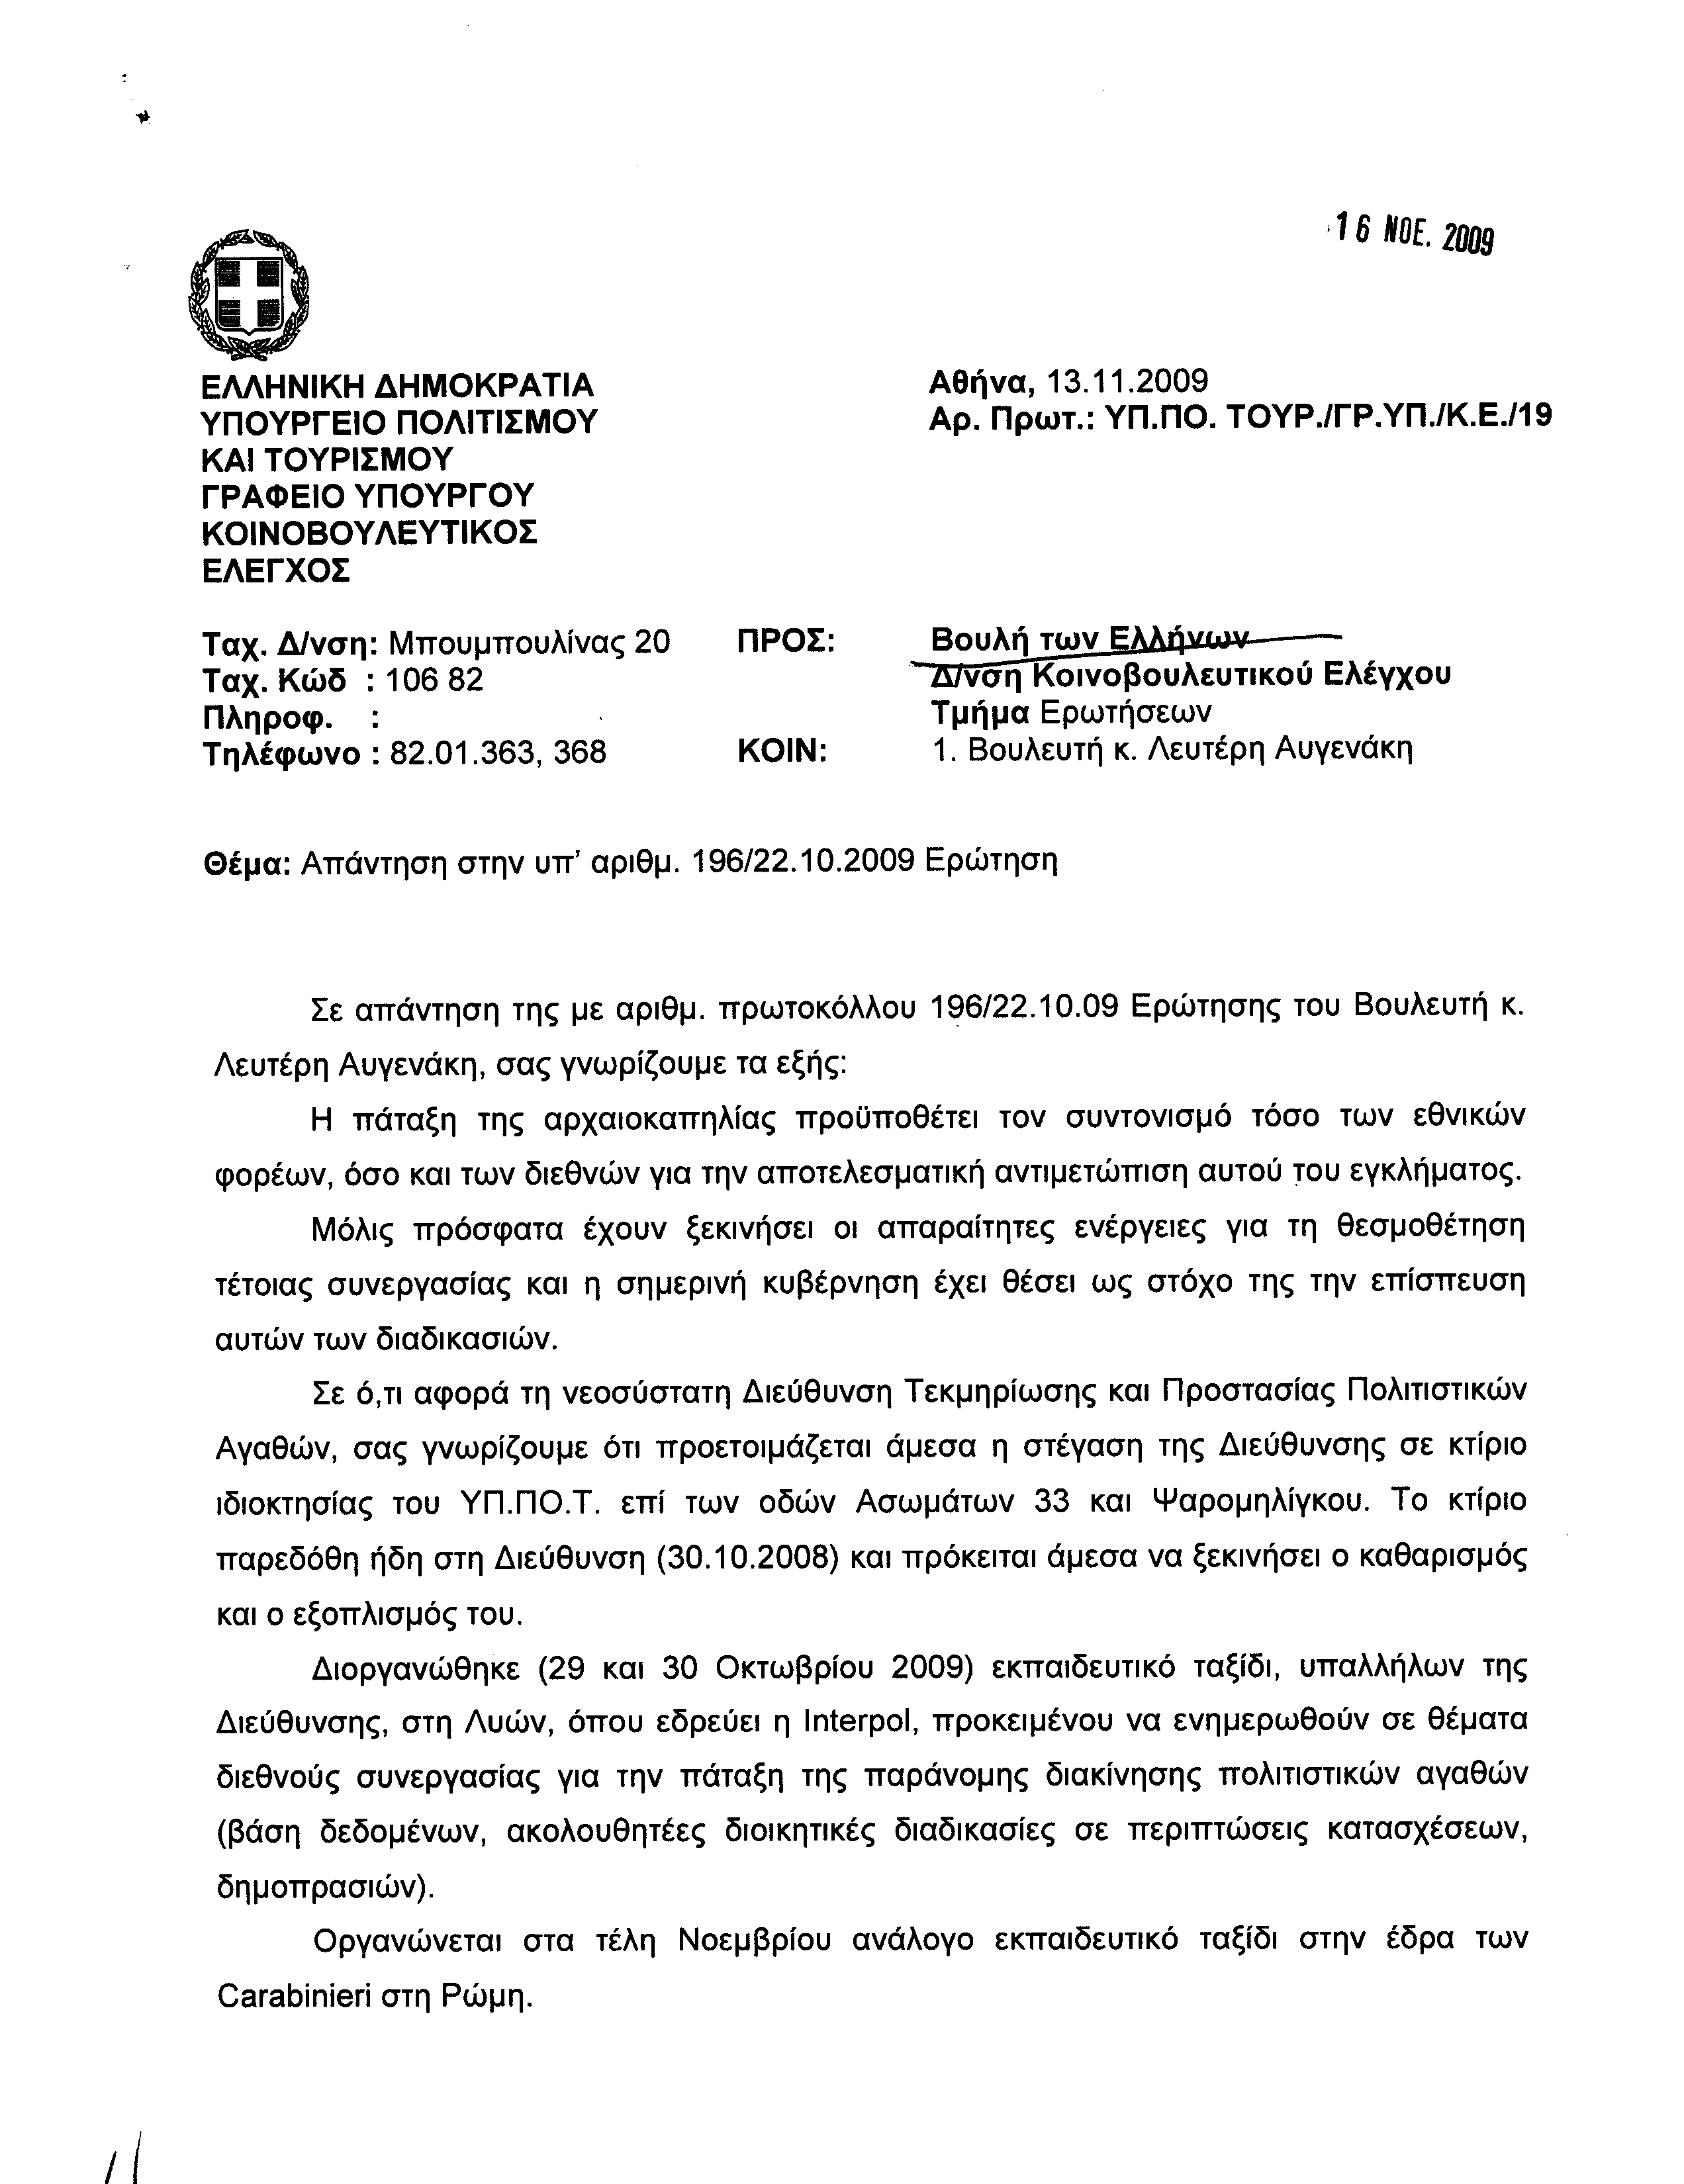 16 ΝΟΕ. 2009
ΕΛΛΗΝΙΚΗ ΔΗΜΟΚΡΑΤΙΑ
ΥΠΟΥΡΓΕΙΟ ΠΟΛΙΤΙΣΜΟΥ
ΚΑΙ ΤΟΥΡΙΣΜΟΥ
ΓΡΑΦΕΙΟ ΥΠΟΥΡΓΟΥ
ΚΟΙΝΟΒΟΥΛΕΥΤΙΚΟΣ
ΕΛΕΓΧΟΣ
Αθήνα, 13.11.2009
Αρ. Πρωτ.: ΥΠ.ΠΟ. ΤΟΥΡ./ΓΡ.ΥΠ./Κ.Ε./19
Ταχ. Δ/νση: Μπουμπουλίνας 20
Ταχ. Κώδ : 106 82
Πληροφ. :
Τηλέφωνο : 82.01.363, 368
ΠΡΟΣ:
Βουλή των Ελλήνων
Δ/νση Κοινοβουλευτικού Ελέγχου
Τμήμα Ερωτήσεων
ΚΟΙΝ:
1. Βουλευτή κ. Λευτέρη Αυγενάκη
Θέμα: Απάντηση στην υπ’ αριθμ. 196/22.10.2009 Ερώτηση
Σε απάντηση της με αριθμ. πρωτοκόλλου 196/22.10.09 Ερώτησης του Βουλευτή κ.
Λευτέρη Αυγενάκη, σας γνωρίζουμε τα εξής:
Η πάταξη της αρχαιοκαπηλίας προϋποθέτει τον συντονισμό τόσο των εθνικών
φορέων, όσο και των διεθνών για την αποτελεσματική αντιμετώπιση αυτού του εγκλήματος.
Μόλις πρόσφατα έχουν ξεκινήσει οι απαραίτητες ενέργειες για τη θεσμοθέτηση
τέτοιας συνεργασίας και η σημερινή κυβέρνηση έχει θέσει ως στόχο της την επίσπευση
αυτών των διαδικασιών.
Σε ό,τι αφορά τη νεοσύστατη Διεύθυνση Τεκμηρίωσης και Προστασίας Πολιτιστικών
Αγαθών, σας γνωρίζουμε ότι προετοιμάζεται άμεσα η στέγαση της Διεύθυνσης σε κτίριο
ιδιοκτησίας του ΥΠ.ΠΟ.Τ. επί των οδών Ασωμάτων 33 και Ψαρομηλίγκου. Το κτίριο
παρεδόθη ήδη στη Διεύθυνση (30.10.2008) και πρόκειται άμεσα να ξεκινήσει ο καθαρισμός
και ο εξοπλισμός του.
Διοργανώθηκε (29 και 30 Οκτωβρίου 2009) εκπαιδευτικό ταξίδι, υπαλλήλων της
Διεύθυνσης, στη Λυών, όπου εδρεύει η Interpol, προκειμένου να ενημερωθούν σε θέματα
διεθνούς συνεργασίας για την πάταξη της παράνομης διακίνησης πολιτιστικών αγαθών
(βάση δεδομένων, ακολουθητέες διοικητικές διαδικασίες σε περιπτώσεις κατασχέσεων,
δημοπρασιών).
Οργανώνεται στα τέλη Νοεμβρίου ανάλογο εκπαιδευτικό ταξίδι στην έδρα των
Carabinieri στη Ρώμη.